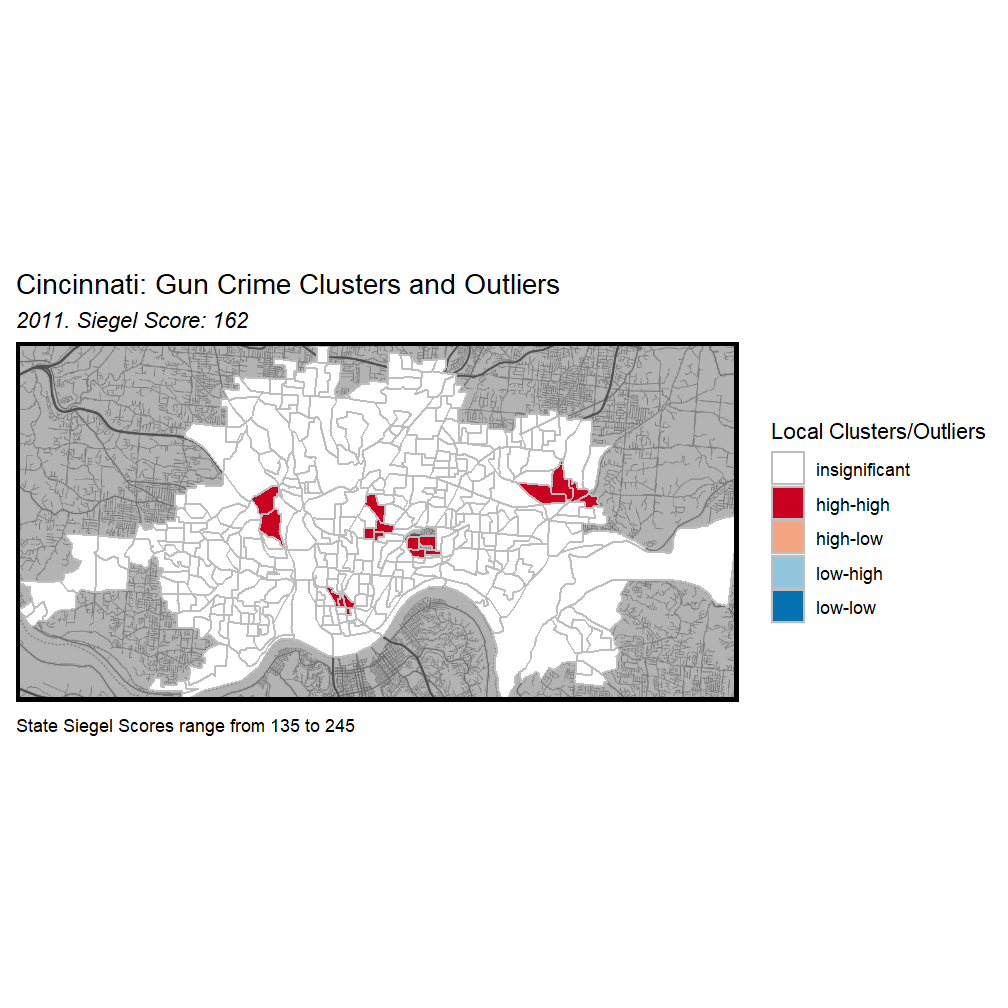 Cincinnati: Gun Crime Clusters and Outliers
2011. Siegel Score: 162
Local Clusters/Outliers
insignificant
high-high
high-low
low-high
low-low
State Siegel Scores range from 135 to 245